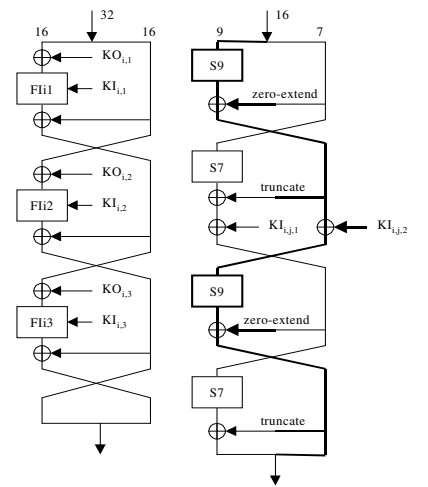 32
16 16
KO i,1
FIi1 KI i,1
KO i,2
FIi2 KI i,2
KO i,3
FIi3 KI i,3
16
9 7
S9
zero-extend
S7
truncate
KI i,j,1 KI i,j,2
S9
zero-extend
S7
truncate